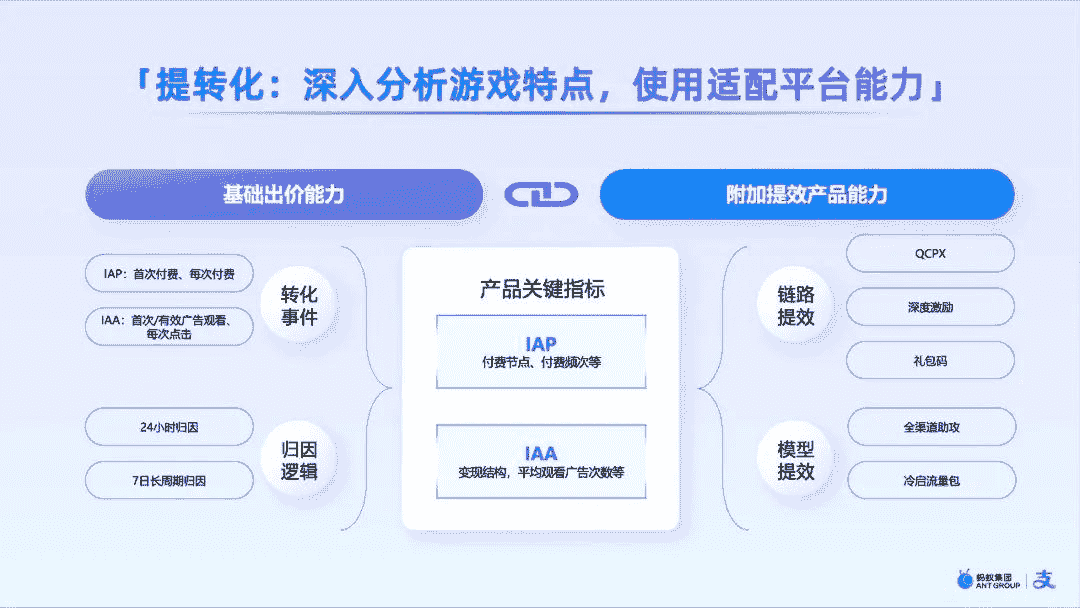 「提转化：深入分析游戏特点，使用适配平台能力」
基础出价能力
附加提效产品能力
IAP：首次付费、每次付费
IAA：首次/有效广告观看、
每次点击
转化
事件
24小时归因
7日长周期归因
归因
逻辑
产品关键指标
IAP
付费节点、付费频次等
IAA
变现结构，平均观看广告次数等
链路
提效
QCPX
深度激励
礼包码
模型
提效
全渠道助攻
冷启流量包
蚂蚁集团
ANT GROUP
支